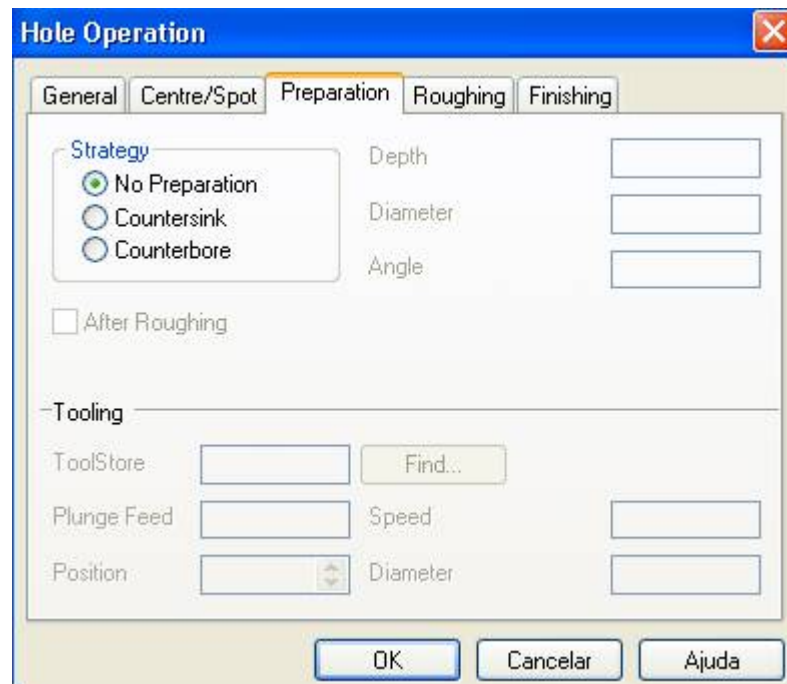 Hole Operation
General Centre/Spot Preparation Roughing Finishing
Strategy
No Preparation
Countersink
Counterbore
Depth
Diameter
Angle
After Roughing
Tooling
ToolStore Find...
Plunge Feed Speed
Position Diameter
OK Cancelar Ajuda